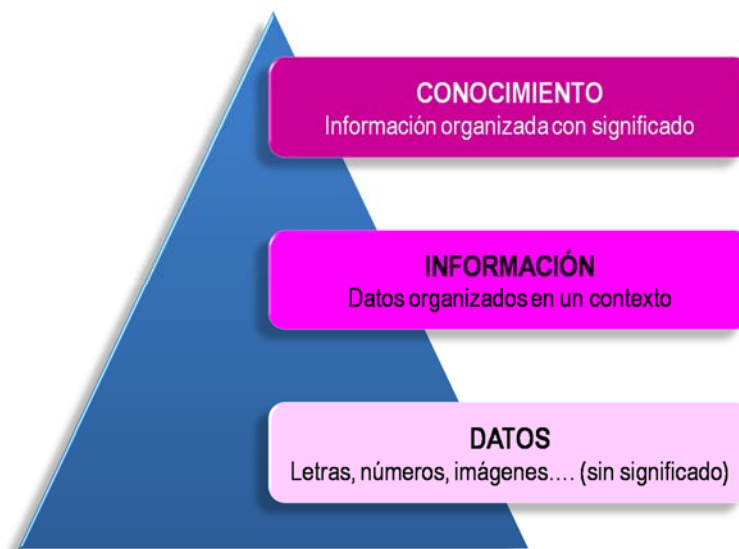 CONOCIMIENTO
Información organizada con significado
INFORMACIÓN
Datos organizados en un contexto
DATOS
Letras, números, imágenes.... (sin significado)